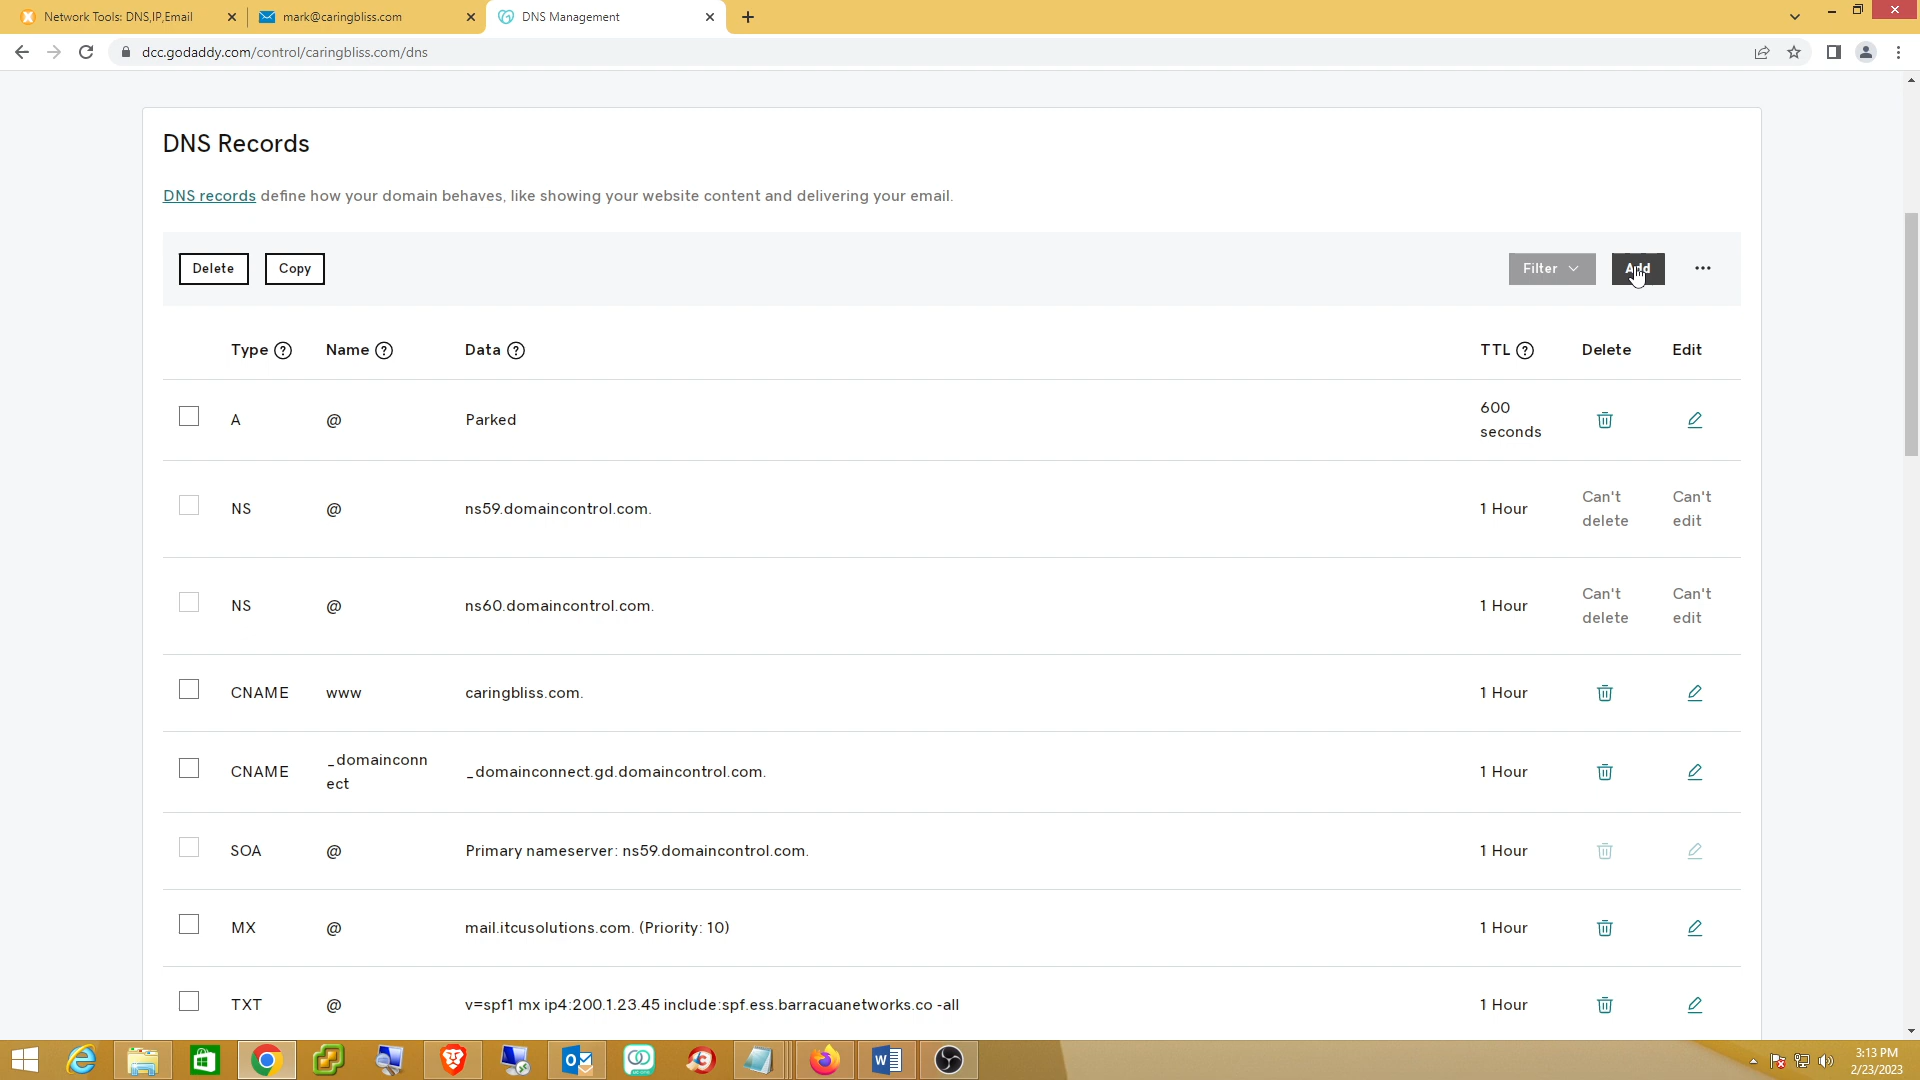 Network Tools: DNS,IP,Email
mark@caringbliss.com
DNS Management
dcc.godaddy.com/control/caringbliss.com/dns
DNS Records
DNS records define how your domain behaves, like showing your website content and delivering your email.
Delete
Copy
Filter
Add
Type Name Data TTL Delete Edit
A @ Parked 600
seconds
NS @ ns59.domaincontrol.com. 1 Hour Can't
delete Can't
edit
NS @ ns60.domaincontrol.com. 1 Hour Can't
delete Can't
edit
CNAME www caringbliss.com. 1 Hour
CNAME _domainconn
ect _domainconnect.gd.domaincontrol.com. 1 Hour
SOA @ Primary nameserver: ns59.domaincontrol.com. 1 Hour
MX @ mail.itcusolutions.com. (Priority: 10) 1 Hour
TXT @ v=spf1 mx ip4:200.1.23.45 include:spf.ess.barracuanetworks.co -all 1 Hour
3:13 PM
2/23/2023